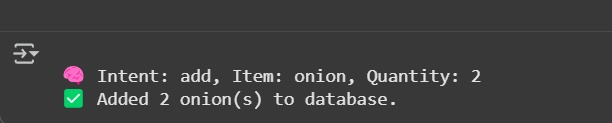 🧠 Intent: add, Item: onion, Quantity: 2
✅ Added 2 onion(s) to database.